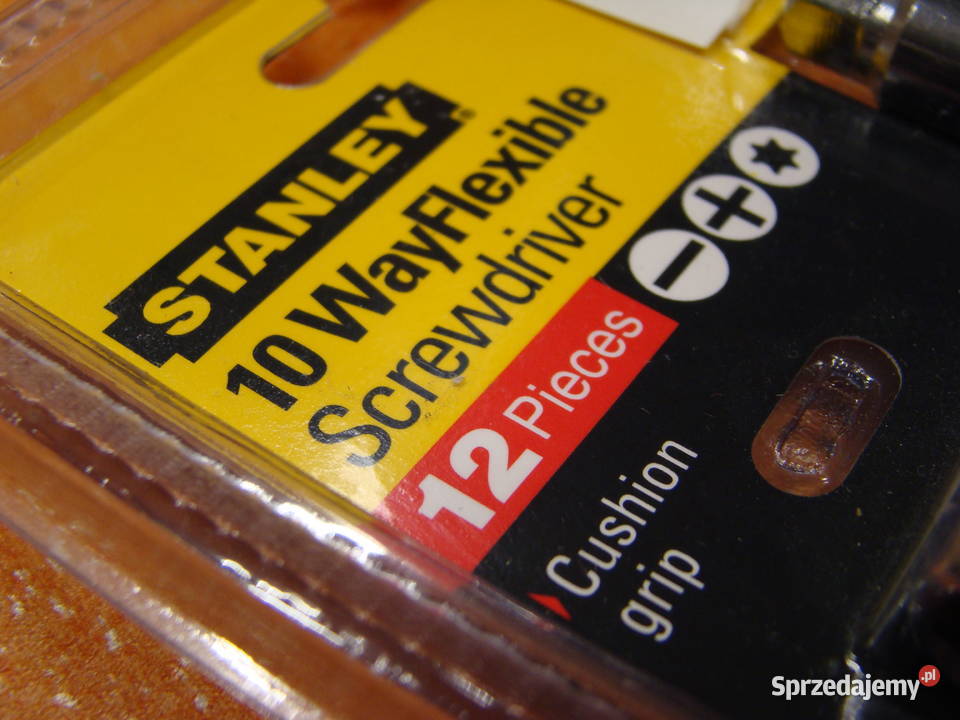 STANLEY®
10 WayFlexible
Screwdriver
12 Pieces
Cushion
grip
Sprzedajemy.pl